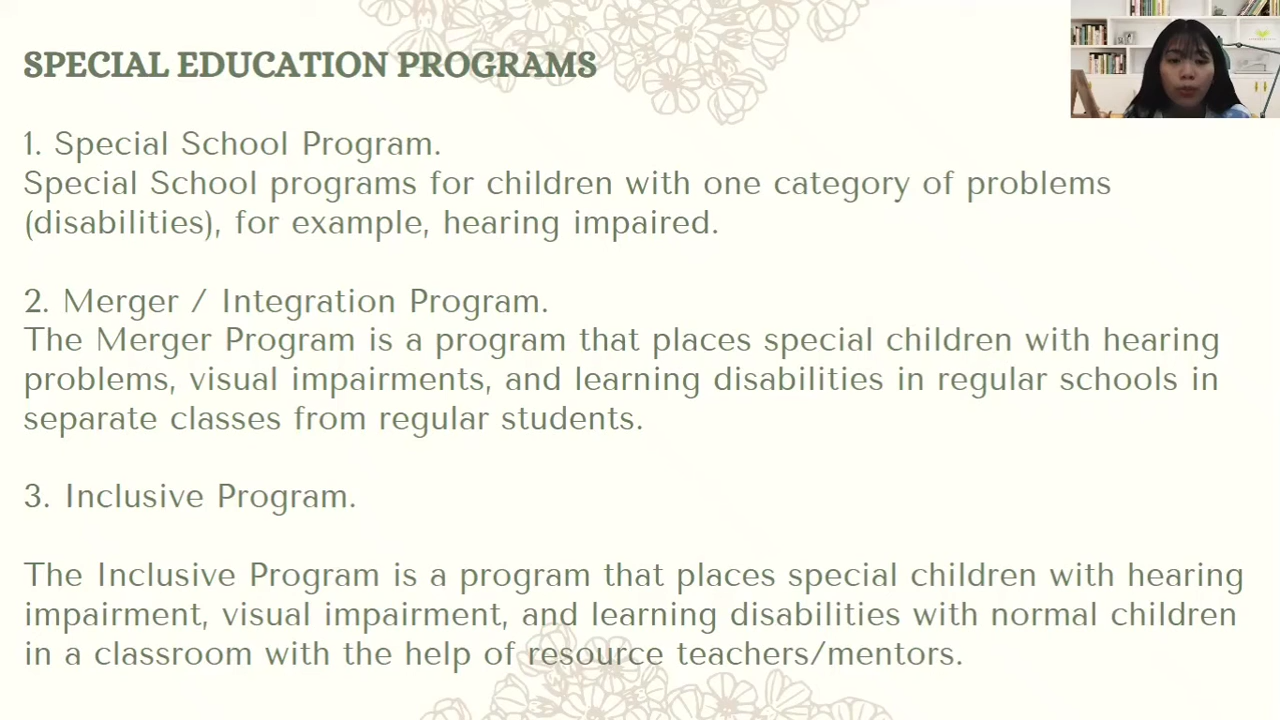 SPECIAL EDUCATION PROGRAMS
1. Special School Program.
Special School programs for children with one category of problems
(disabilities), for example, hearing impaired.
2. Merger / Integration Program.
The Merger Program is a program that places special children with hearing
problems, visual impairments, and learning disabilities in regular schools in
separate classes from regular students.
3. Inclusive Program.
The Inclusive Program is a program that places special children with hearing
impairment, visual impairment, and learning disabilities with normal children
in a classroom with the help of resource teachers/mentors.